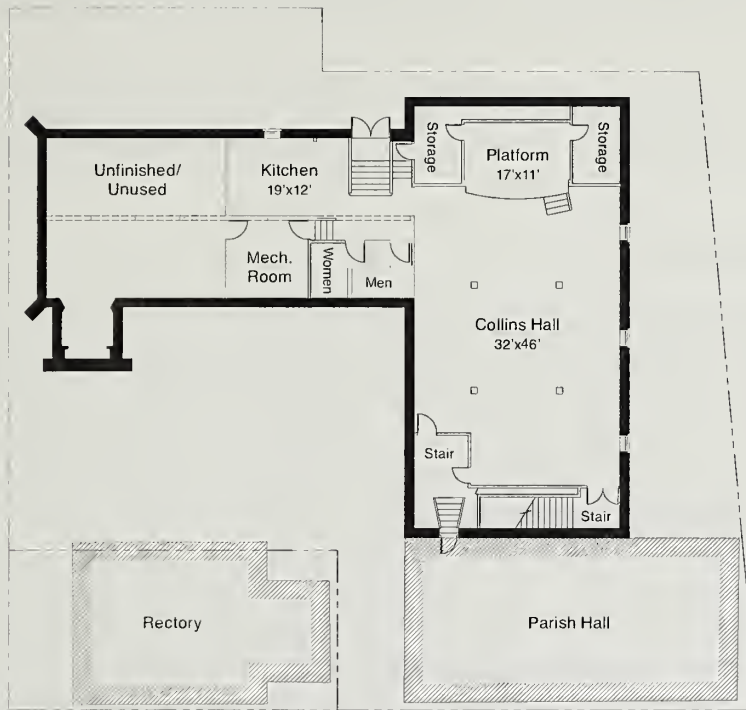 Unfinished/
Unused
Kitchen
19'x12'
Storage
Platform
17'x11'
Storage
Mech.
Room
Women
Men
Collins Hall
32'x46'
Stair
Stair
Rectory
Parish Hall